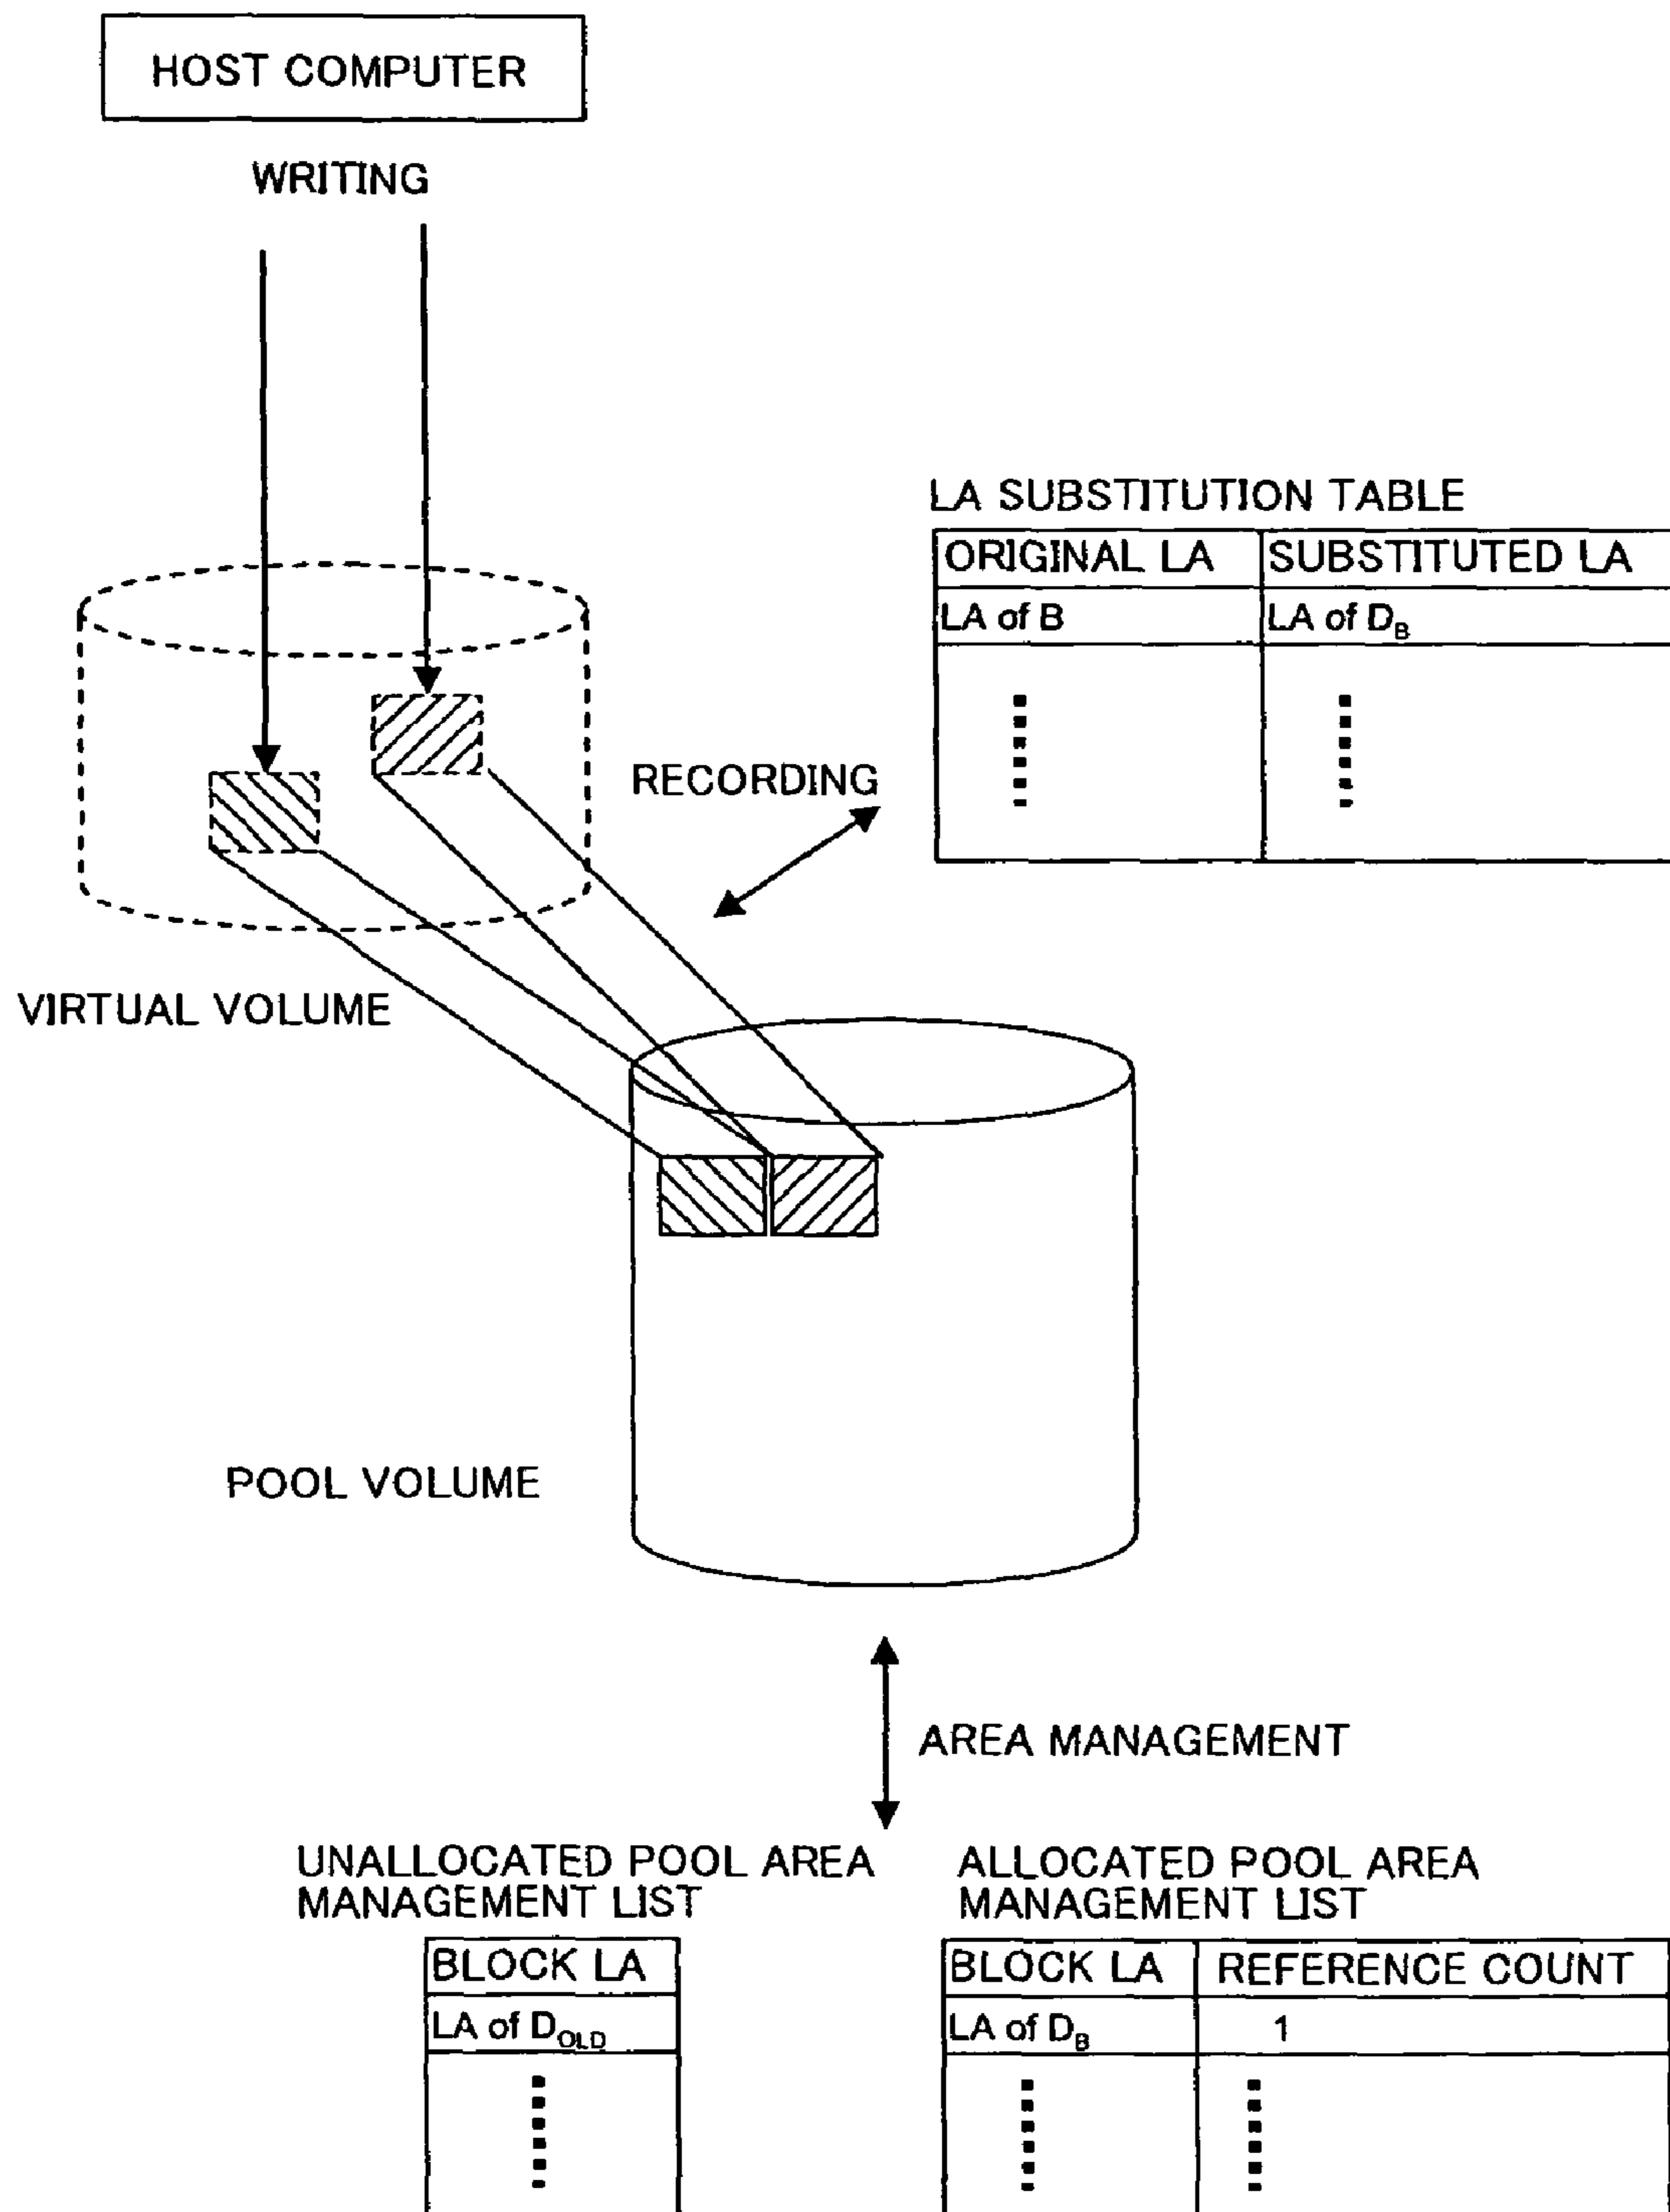 HOST COMPUTER
WRITING
LA SUBSTITUTION TABLE
ORIGINAL LA SUBSTITUTED LA
LA of B LA of D_B
RECORDING
VIRTUAL VOLUME
POOL VOLUME
AREA MANAGEMENT
UNALLOCATED POOL AREA
MANAGEMENT LIST
ALLOCATED POOL AREA
MANAGEMENT LIST
BLOCK LA
LA of D_OLD
BLOCK LA REFERENCE COUNT
LA of D_B 1